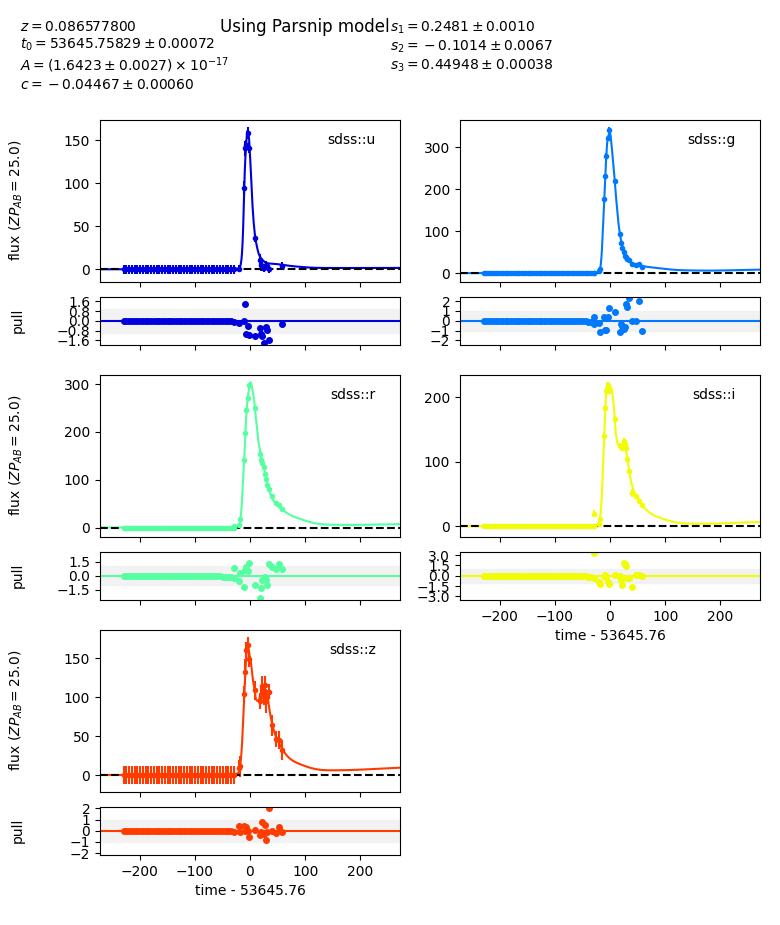 Using Parsnip model
z = 0.086577800
t₀ = 53645.75829 ± 0.00072
A = (1.6423 ± 0.0027) × 10⁻¹⁷
c = −0.04467 ± 0.00060
s₁ = 0.2481 ± 0.0010
s₂ = −0.1014 ± 0.0067
s₃ = 0.44948 ± 0.00038
flux (ZP_AB = 25.0)
150
100
50
0
sdss::u
300
200
100
0
sdss::g
pull
1.6
0.8
0.0
−0.8
−1.6
2
1
0
−1
−2
flux (ZP_AB = 25.0)
300
200
100
0
sdss::r
200
100
0
sdss::i
pull
1.5
0.0
−1.5
3.0
1.5
0.0
−1.5
−3.0
−200 −100 0 100 200
time - 53645.76
flux (ZP_AB = 25.0)
150
100
50
0
sdss::z
pull
2
1
0
−1
−2
−200 −100 0 100 200
time - 53645.76